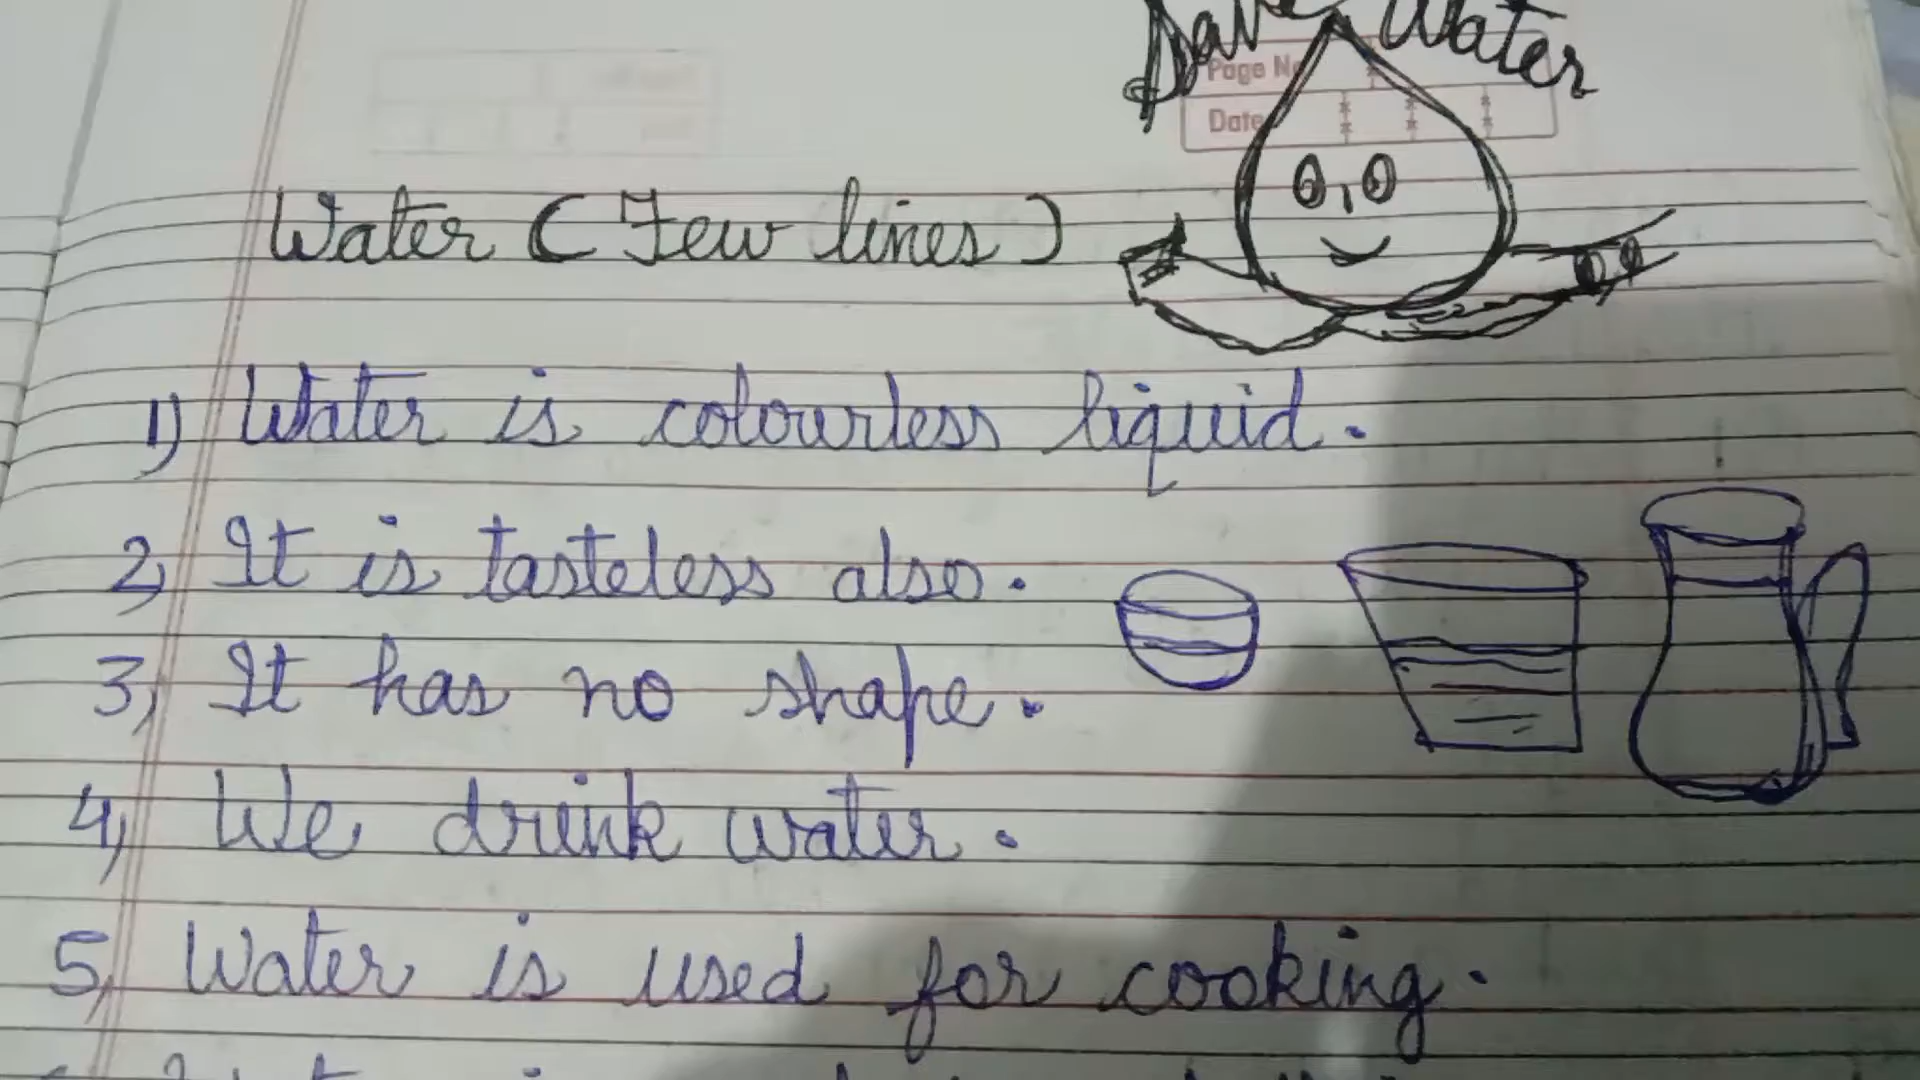 Save Water
Page No.
Date
Water ( Few lines )
1) Water is colourless liquid.
2) It is tasteless also.
3) It has no shape.
4) We drink water.
5) Water is used for cooking.